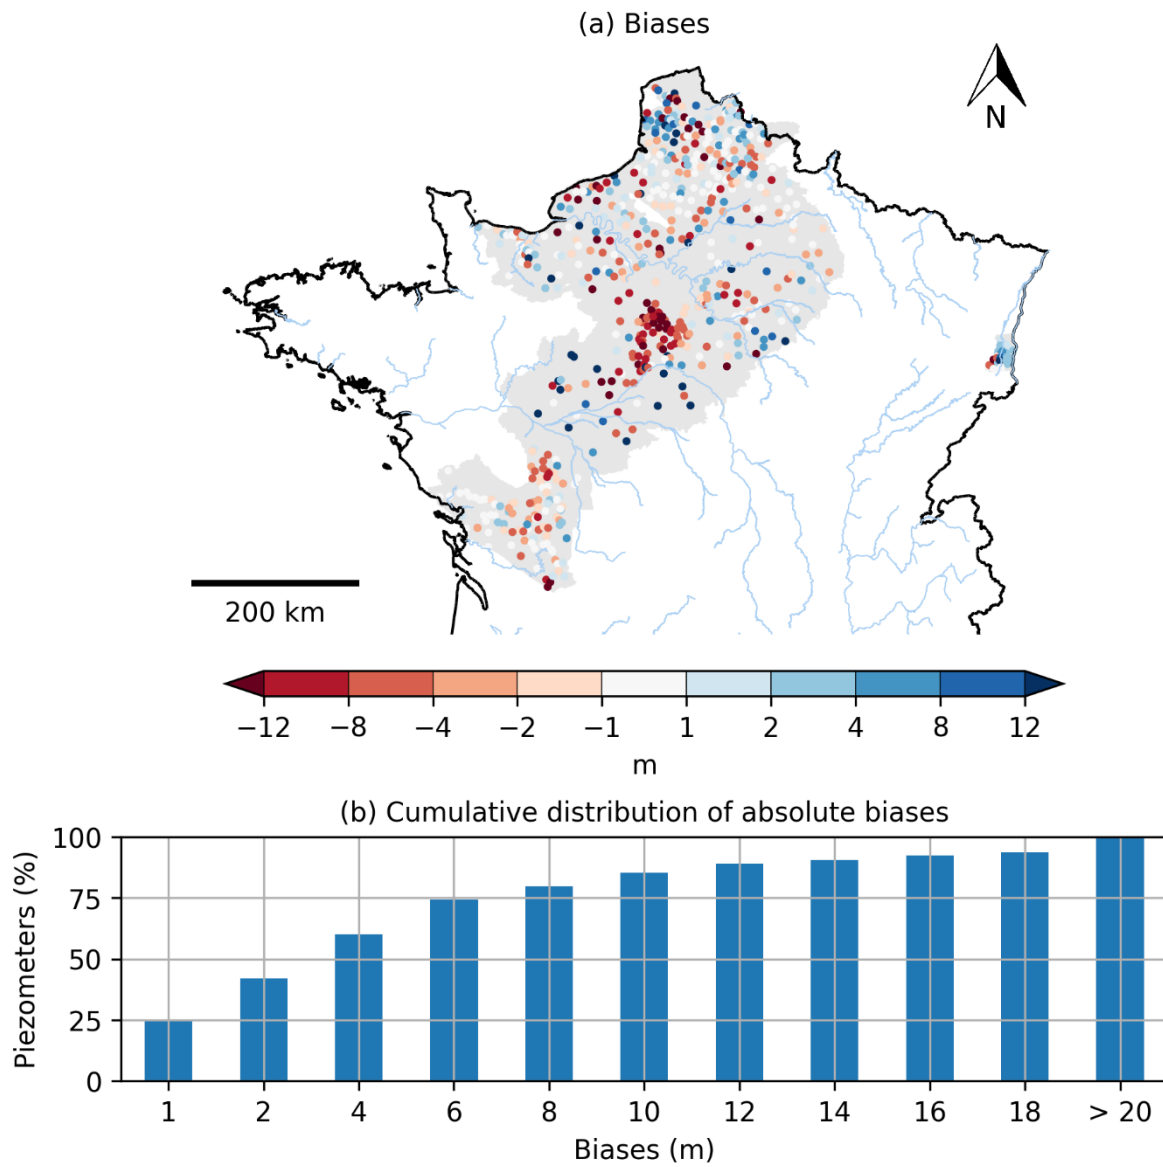 (a) Biases
N
200 km
−12 −8 −4 −2 −1 1 2 4 8 12
m
(b) Cumulative distribution of absolute biases
100
75
50
25
0
Piezometers (%)
1 2 4 6 8 10 12 14 16 18 > 20
Biases (m)